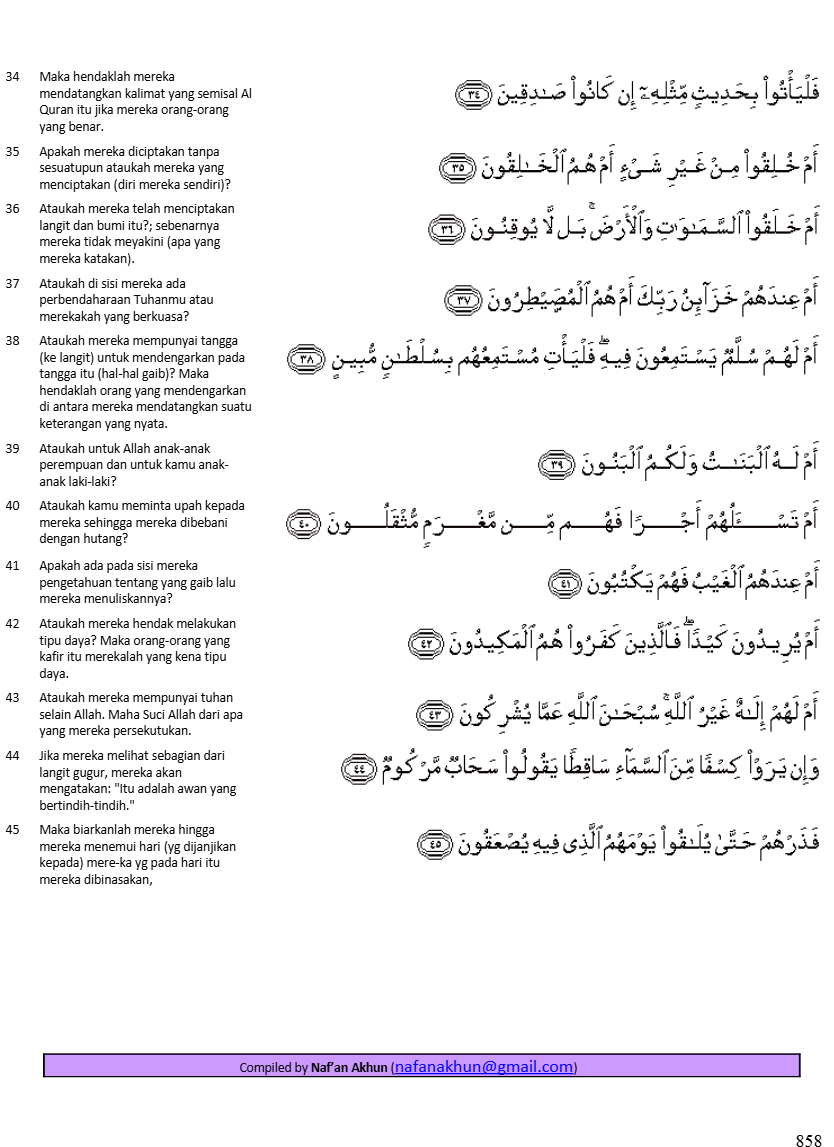 34 Maka hendaklah mereka
mendatangkan kalimat yang semisal Al
Quran itu jika mereka orang-orang
yang benar.
فَلْيَأْتُوا۟ بِحَدِيثٍ مِّثْلِهِۦٓ إِن كَانُوا۟ صَـٰدِقِينَ ٣٤
35 Apakah mereka diciptakan tanpa
sesuatupun ataukah mereka yang
menciptakan (diri mereka sendiri)?
أَمْ خُلِقُوا۟ مِنْ غَيْرِ شَىْءٍ أَمْ هُمُ ٱلْخَـٰلِقُونَ ٣٥
36 Ataukah mereka telah menciptakan
langit dan bumi itu?; sebenarnya
mereka tidak meyakini (apa yang
mereka katakan).
أَمْ خَلَقُوا۟ ٱلسَّمَـٰوَٰتِ وَٱلْأَرْضَ ۚ بَل لَّا يُوقِنُونَ ٣٦
37 Ataukah di sisi mereka ada
perbendaharaan Tuhanmu atau
merekakah yang berkuasa?
أَمْ عِندَهُمْ خَزَآئِنُ رَبِّكَ أَمْ هُمُ ٱلْمُصَۣيْطِرُونَ ٣٧
38 Ataukah mereka mempunyai tangga
(ke langit) untuk mendengarkan pada
tangga itu (hal-hal gaib)? Maka
hendaklah orang yang mendengarkan
di antara mereka mendatangkan suatu
keterangan yang nyata.
أَمْ لَهُمْ سُلَّمٌ يَسْتَمِعُونَ فِيهِ ۖ فَلْيَأْتِ مُسْتَمِعُهُم بِسُلْطَـٰنٍ مُّبِينٍ ٣٨
39 Ataukah untuk Allah anak-anak
perempuan dan untuk kamu anak-
anak laki-laki?
أَمْ لَهُ ٱلْبَنَـٰتُ وَلَكُمُ ٱلْبَنُونَ ٣٩
40 Ataukah kamu meminta upah kepada
mereka sehingga mereka dibebani
dengan hutang?
أَمْ تَسْـَٔلُهُمْ أَجْرًا فَهُم مِّن مَّغْرَمٍ مُّثْقَلُونَ ٤٠
41 Apakah ada pada sisi mereka
pengetahuan tentang yang gaib lalu
mereka menuliskannya?
أَمْ عِندَهُمُ ٱلْغَيْبُ فَهُمْ يَكْتُبُونَ ٤١
42 Ataukah mereka hendak melakukan
tipu daya? Maka orang-orang yang
kafir itu merekalah yang kena tipu
daya.
أَمْ يُرِيدُونَ كَيْدًا ۖ فَٱلَّذِينَ كَفَرُوا۟ هُمُ ٱلْمَكِيدُونَ ٤٢
43 Ataukah mereka mempunyai tuhan
selain Allah. Maha Suci Allah dari apa
yang mereka persekutukan.
أَمْ لَهُمْ إِلَـٰهٌ غَيْرُ ٱللَّهِ ۚ سُبْحَـٰنَ ٱللَّهِ عَمَّا يُشْرِكُونَ ٤٣
44 Jika mereka melihat sebagian dari
langit gugur, mereka akan
mengatakan: "Itu adalah awan yang
bertindih-tindih."
وَإِن يَرَوْا۟ كِسْفًا مِّنَ ٱلسَّمَآءِ سَاقِطًا يَقُولُوا۟ سَحَابٌ مَّرْكُومٌ ٤٤
45 Maka biarkanlah mereka hingga
mereka menemui hari (yg dijanjikan
kepada) mere-ka yg pada hari itu
mereka dibinasakan,
فَذَرْهُمْ حَتَّىٰ يُلَـٰقُوا۟ يَوْمَهُمُ ٱلَّذِى فِيهِ يُصْعَقُونَ ٤٥
Compiled by Naf’an Akhun (nafanakhun@gmail.com)
858